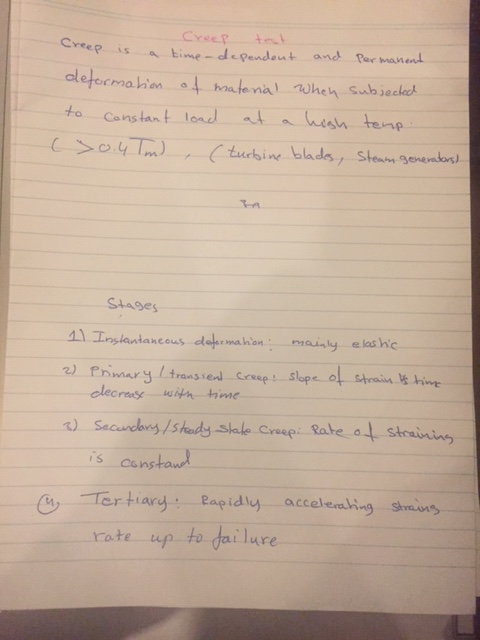 Creep test
Creep is a time-dependent and Permanent
deformation of material when subjected
to constant load at a high temp.
(>0.4Tm), (turbine blades, Steam generators)
Stages
1) Instantaneous deformation: mainly elastic
2) Primary/transient creep: slope of strain Vs time
decrease with time
3) Secondary/Steady State Creep: Rate of straining
is constand
4) Tertiary: Rapidly accelerating strains
rate up to failure